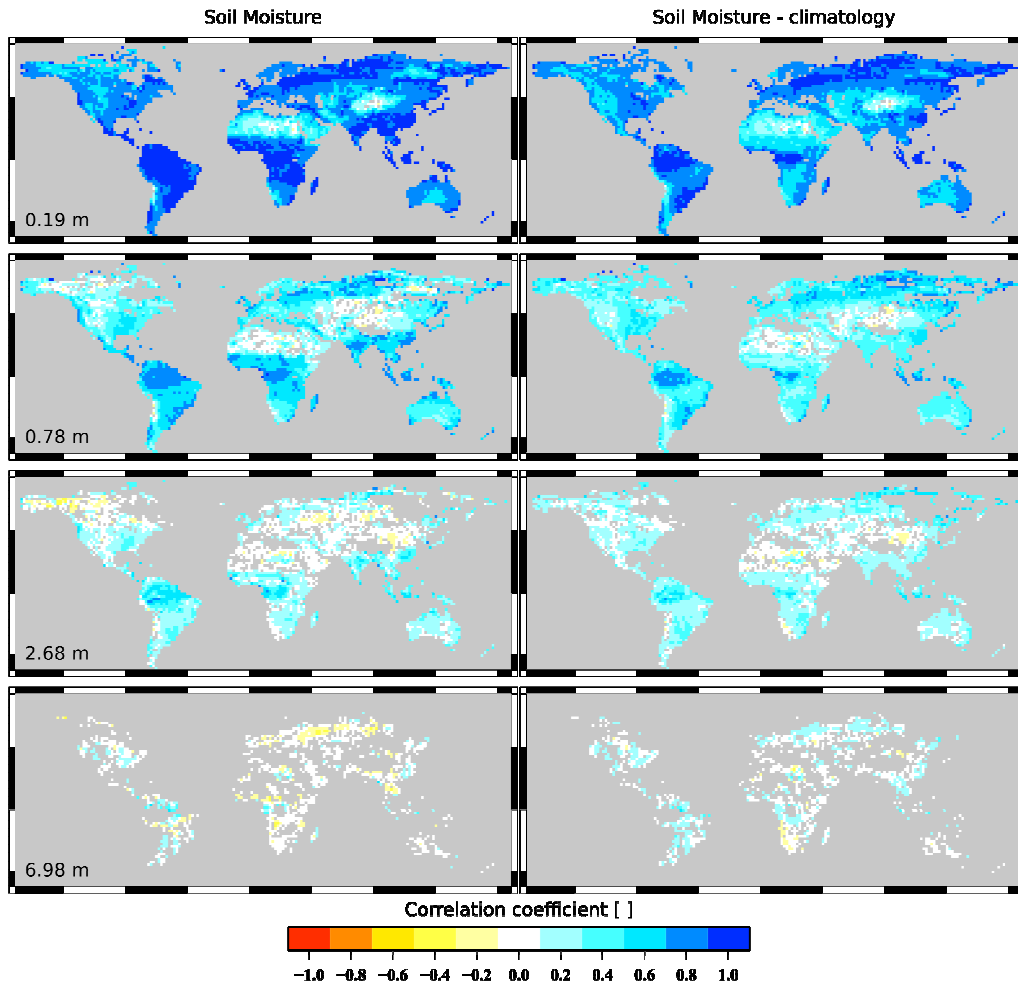 Soil Moisture
Soil Moisture - climatology
0.19 m
0.78 m
2.68 m
6.98 m
Correlation coefficient [ ]
−1.0 −0.8 −0.6 −0.4 −0.2 0.0 0.2 0.4 0.6 0.8 1.0